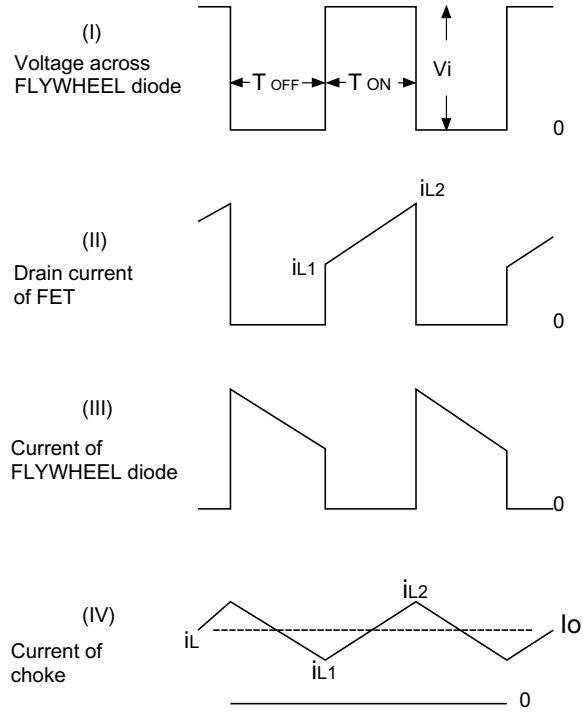 (I)
Voltage across
FLYWHEEL diode
T OFF
T ON
Vi
0
(II)
Drain current
of FET
iL1
iL2
0
(III)
Current of
FLYWHEEL diode
0
(IV)
Current of
choke
iL
iL1
iL2
Io
0